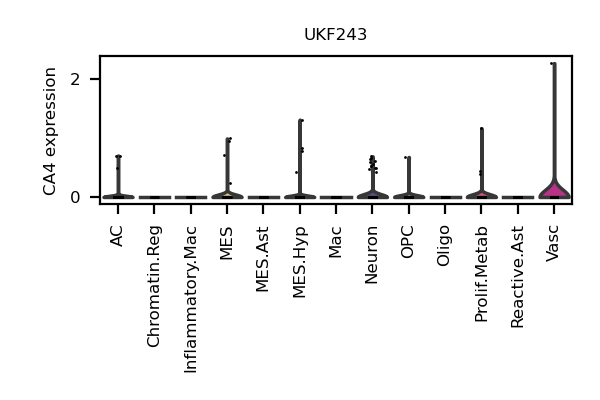 UKF243
CA4 expression
2
0
AC
Chromatin.Reg
Inflammatory.Mac
MES
MES.Ast
MES.Hyp
Mac
Neuron
OPC
Oligo
Prolif.Metab
Reactive.Ast
Vasc